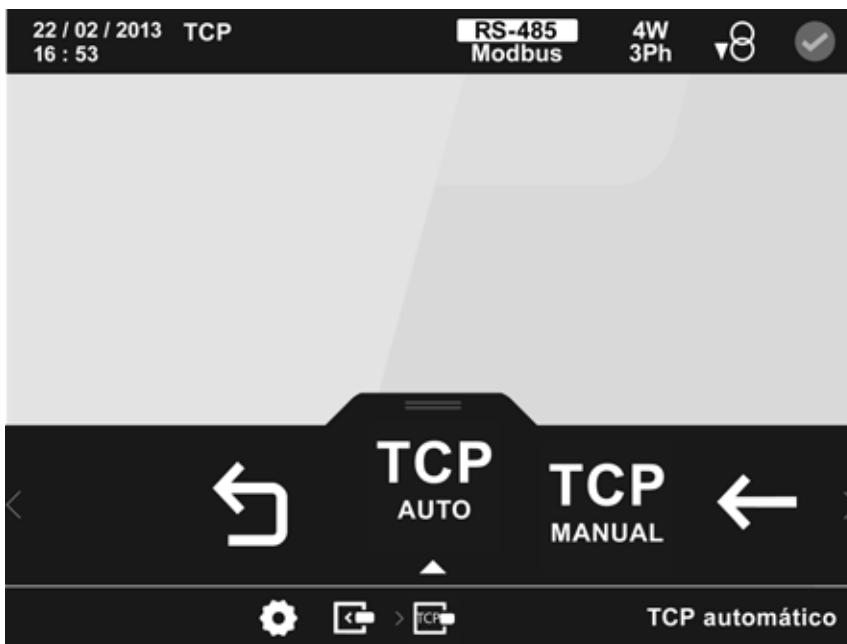 22 / 02 / 2013 TCP RS-485 4W
16 : 53 Modbus 3Ph
TCP TCP
AUTO MANUAL
TCP TCP automático